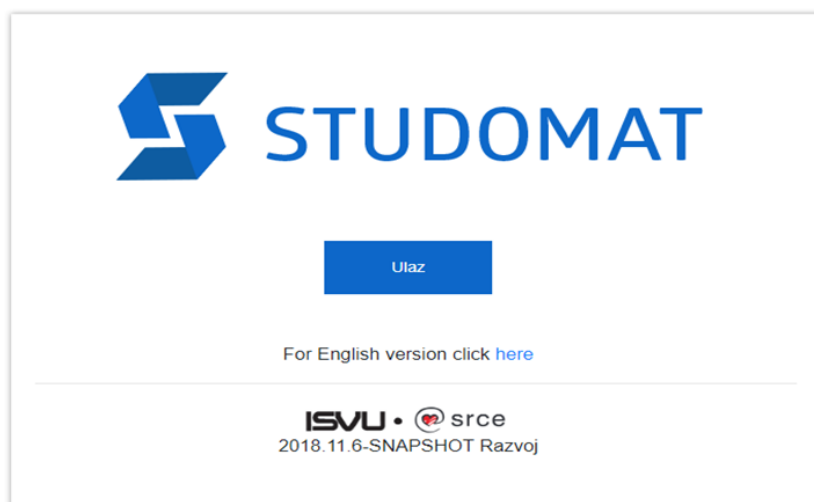 STUDOMAT
Ulaz
For English version click here
ISVU • srce
2018.11.6-SNAPSHOT Razvoj